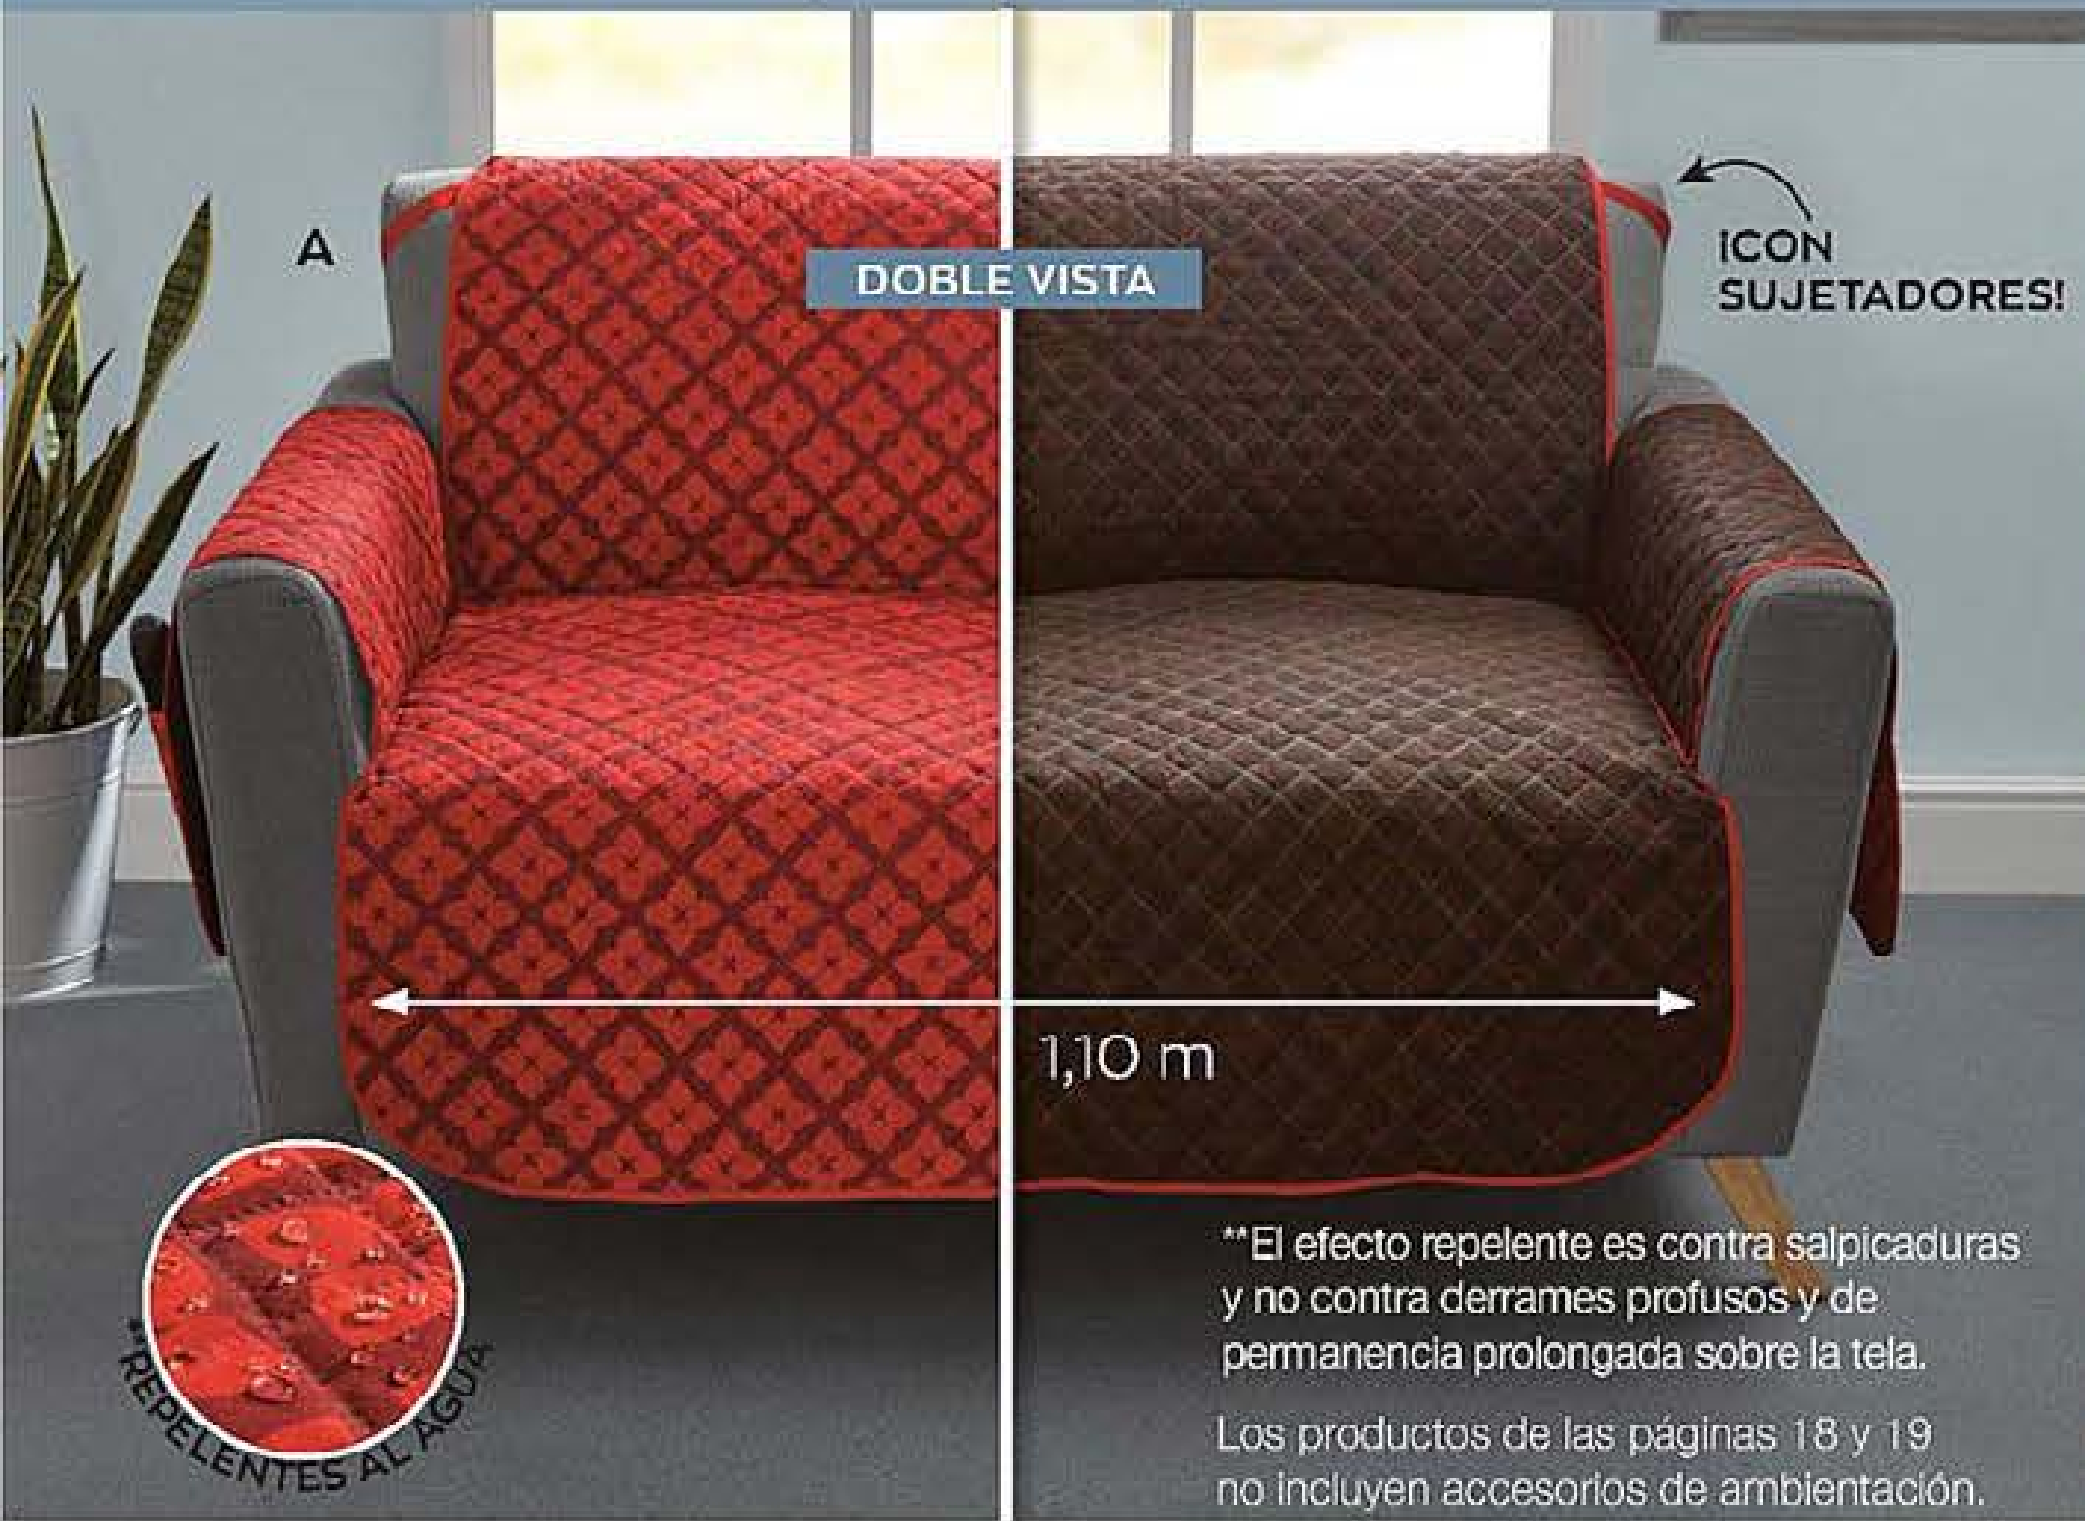 A
DOBLE VISTA
¡CON
SUJETADORES!
1,10 m
**REPELENTES AL AGUA
**El efecto repelente es contra salpicaduras
y no contra derrames profusos y de
permanencia prolongada sobre la tela.
Los productos de las páginas 18 y 19
no incluyen accesorios de ambientación.